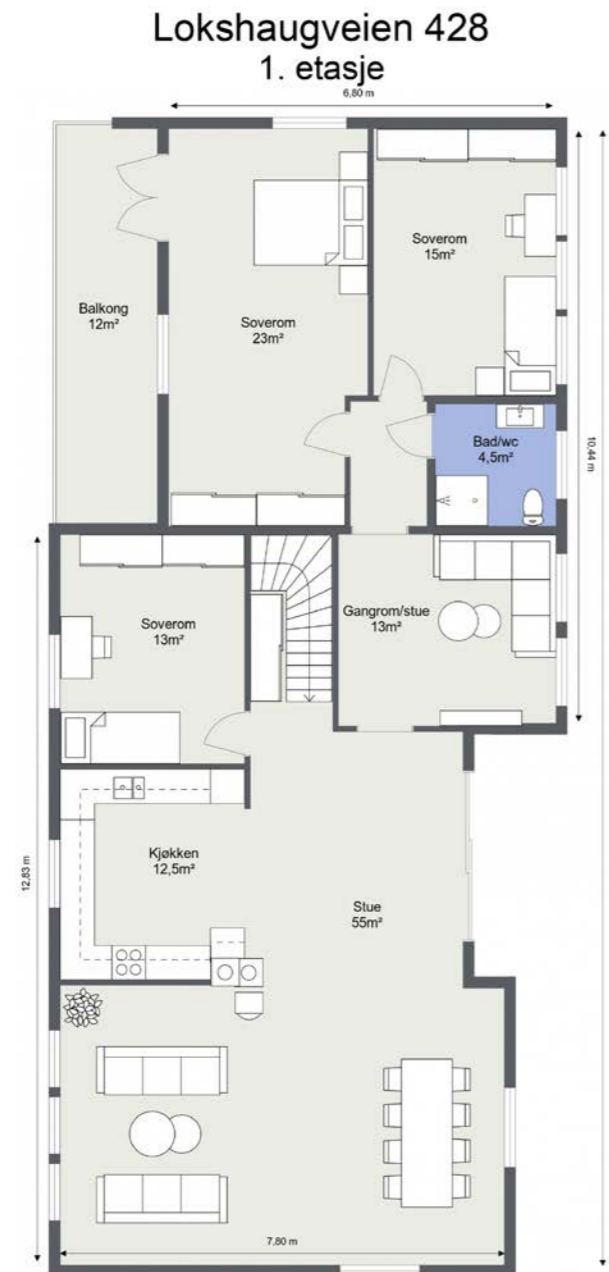 Lokshaugveien 428
1. etasje
6,80 m
Soverom
15m²
Balkong
12m²
Soverom
23m²
Bad/wc
4,5m²
10,44 m
Soverom
13m²
Gangrom/stue
13m²
12,83 m
Kjøkken
12,5m²
Stue
55m²
7,80 m